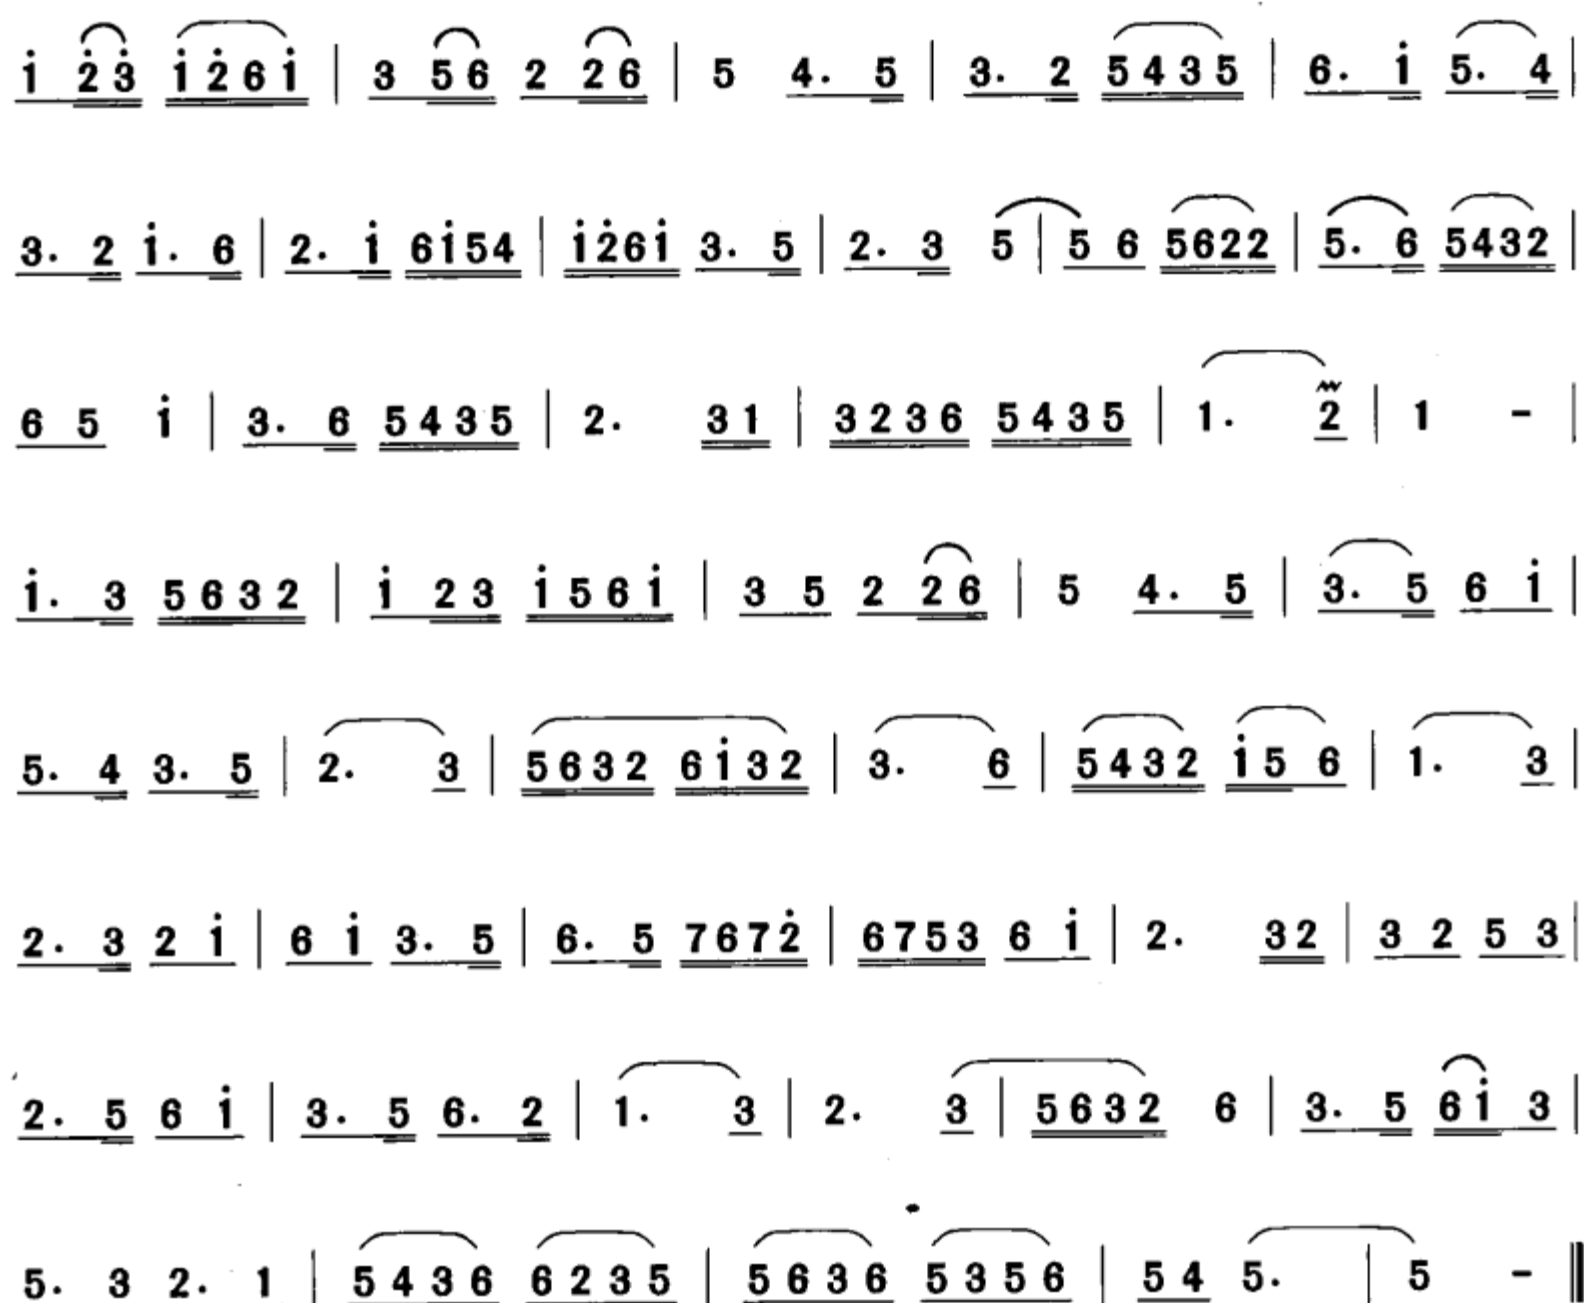 i̇ 2̇ 3̇ i̇ 2̇ 6 i̇ | 3 5 6 2 2 6 | 5 4. 5 | 3. 2 5 4 3 5 | 6. i̇ 5. 4 |
3. 2 i̇. 6 | 2. i̇ 6 i̇ 5 4 | i̇ 2̇ 6 i̇ 3. 5 | 2. 3 5 | 5 6 5 6 2 2 | 5. 6 5 4 3 2 |
6 5 i̇ | 3. 6 5 4 3 5 | 2. 3 1 | 3 2 3 6 5 4 3 5 | 1. 2 | 1 - |
i̇. 3 5 6 3 2 | i̇ 2 3 i̇ 5 6 i̇ | 3 5 2 2 6 | 5 4. 5 | 3. 5 6 i̇ |
5. 4 3. 5 | 2. 3 | 5 6 3 2 6 i̇ 3 2 | 3. 6 | 5 4 3 2 i̇ 5 6 | 1. 3 |
2. 3 2 i̇ | 6 i̇ 3. 5 | 6. 5 7 6 7 2̇ | 6 7 5 3 6 i̇ | 2. 3 2 | 3 2 5 3 |
2. 5 6 i̇ | 3. 5 6. 2 | 1. 3 | 2. 3 | 5 6 3 2 6 | 3. 5 6 i̇ 3 |
5. 3 2. 1 | 5 4 3 6 6 2 3 5 | 5 6 3 6 5 3 5 6 | 5 4 5. | 5 - ‖